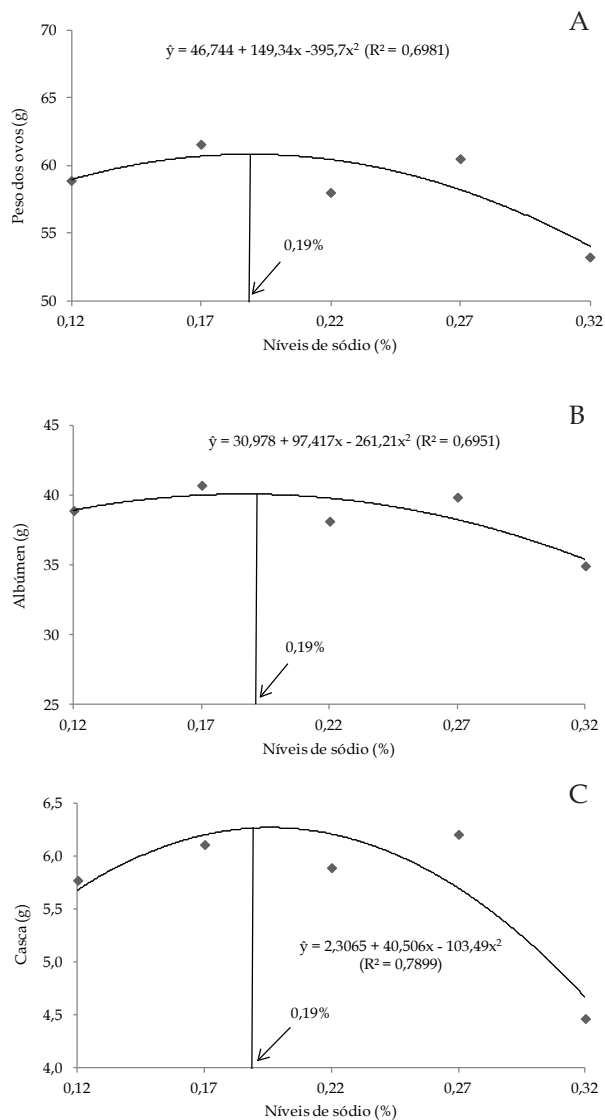 A
ŷ = 46,744 + 149,34x -395,7x² (R² = 0,6981)
70
65
60
55
50
Peso dos ovos (g)
0,19%
0,12 0,17 0,22 0,27 0,32
Níveis de sódio (%)
B
ŷ = 30,978 + 97,417x - 261,21x² (R² = 0,6951)
45
40
35
30
25
Albúmen (g)
0,19%
0,12 0,17 0,22 0,27 0,32
Níveis de sódio (%)
C
6,5
6,0
5,5
5,0
4,5
4,0
Casca (g)
ŷ = 2,3065 + 40,506x - 103,49x²
(R² = 0,7899)
0,19%
0,12 0,17 0,22 0,27 0,32
Níveis de sódio (%)